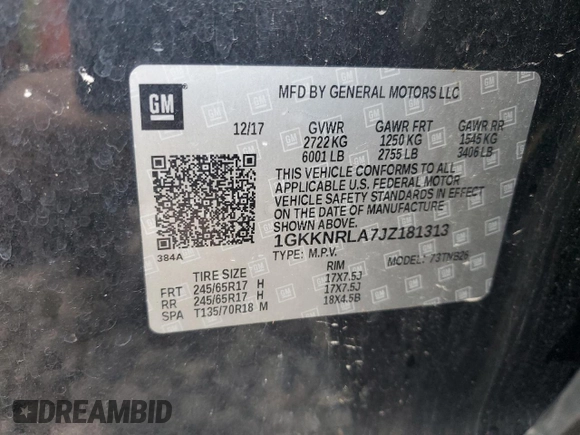 GM
MFD BY GENERAL MOTORS LLC
12/17 GVWR GAWR FRT GAWR RR
2722 KG 1250 KG 1545 KG
6001 LB 2755 LB 3406 LB
THIS VEHICLE CONFORMS TO ALL
APPLICABLE U.S. FEDERAL MOTOR
VEHICLE SAFETY STANDARDS IN EFFECT
ON THE DATE OF MANUFACTURE SHOWN ABOVE.
1GKKNRLA7JZ181313
TYPE: M.P.V. MODEL:
384A
TIRE SIZE RIM
FRT 245/65R17 H 17X7.5J
RR 245/65R17 H 17X7.5J
SPA T135/70R18 M 18X4.5B
DREAMBID